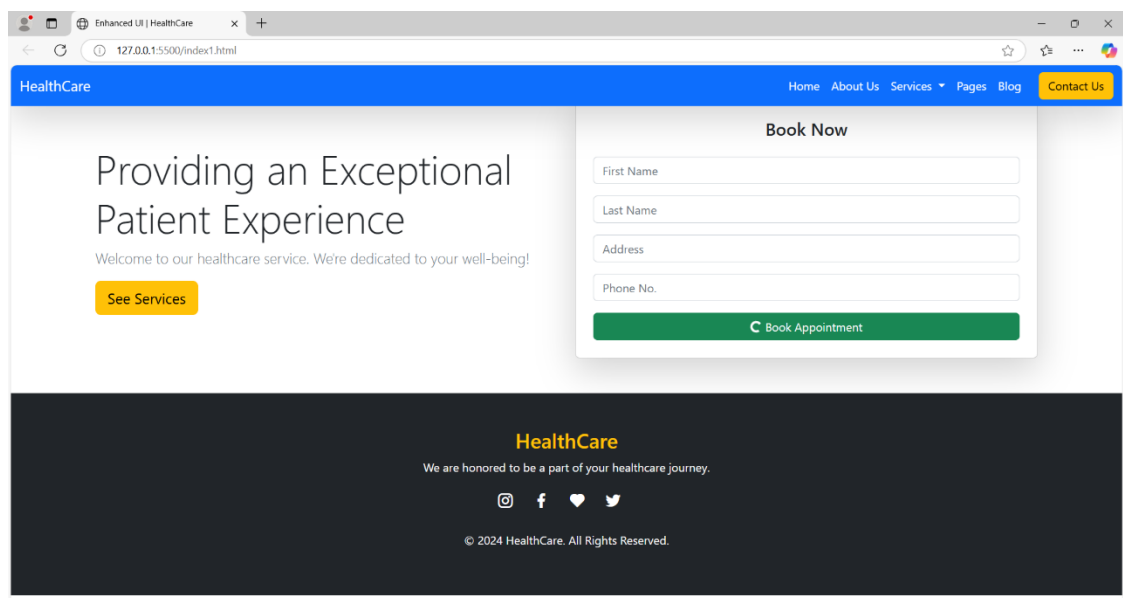 Enhanced UI | HealthCare
127.0.0.1:5500/index1.html
HealthCare
Home About Us Services Pages Blog Contact Us
Providing an Exceptional
Patient Experience
Welcome to our healthcare service. We're dedicated to your well-being!
See Services
Book Now
First Name
Last Name
Address
Phone No.
Book Appointment
HealthCare
We are honored to be a part of your healthcare journey.
© 2024 HealthCare. All Rights Reserved.